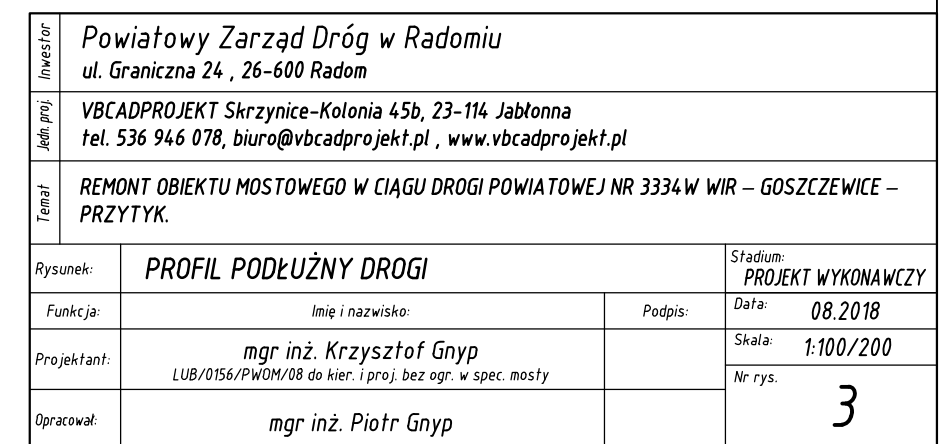 Inwestor
Powiatowy Zarząd Dróg w Radomiu
ul. Graniczna 24 , 26-600 Radom
Jedn. proj.
VBCADPROJEKT Skrzynice-Kolonia 45b, 23-114 Jabłonna
tel. 536 946 078, biuro@vbcadprojekt.pl , www.vbcadprojekt.pl
Temat
REMONT OBIEKTU MOSTOWEGO W CIĄGU DROGI POWIATOWEJ NR 3334W WIR – GOSZCZEWICE –
PRZYTYK.
Rysunek:
PROFIL PODŁUŻNY DROGI
Stadium:
PROJEKT WYKONAWCZY
Funkcja:
Imię i nazwisko:
Podpis:
Data:
08.2018
Projektant:
mgr inż. Krzysztof Gnyp
LUB/0156/PWOM/08 do kier. i proj. bez ogr. w spec. mosty
Skala:
1:100/200
Nr rys.
3
Opracował:
mgr inż. Piotr Gnyp